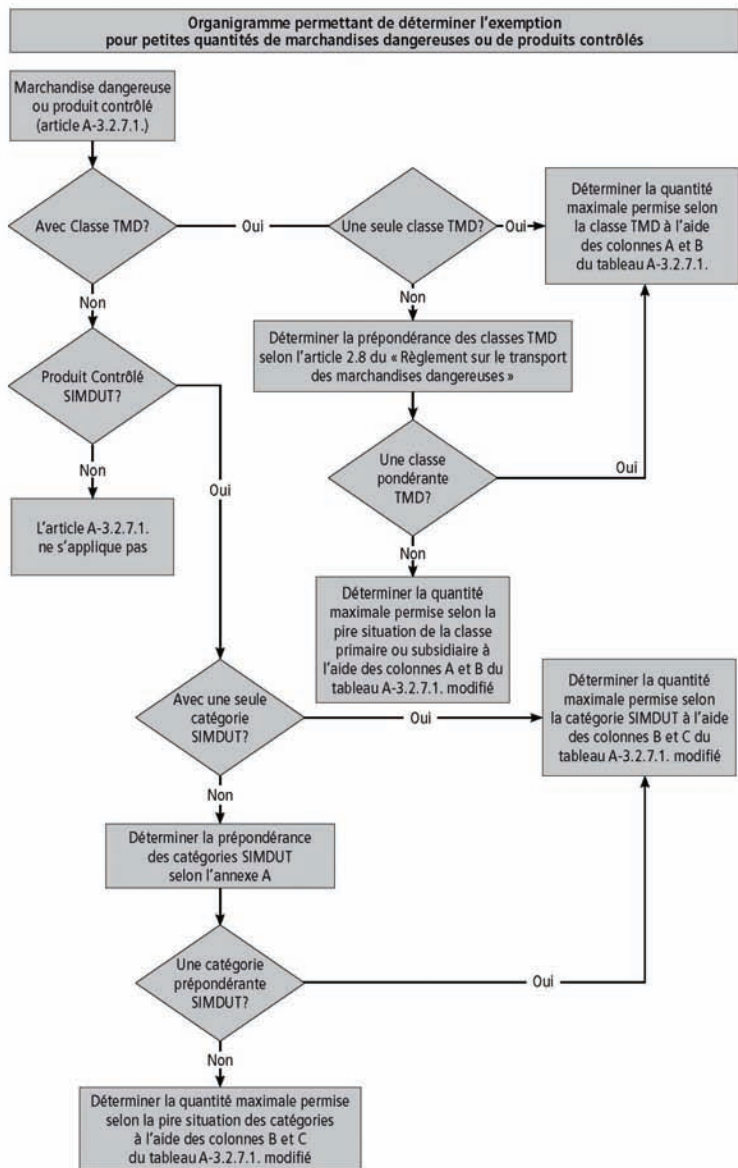 Organigramme permettant de déterminer l'exemption
pour petites quantités de marchandises dangereuses ou de produits contrôlés
Marchandise dangereuse
ou produit contrôlé
(article A-3.2.7.1.)
Avec Classe TMD?
Oui
Une seule classe TMD?
Oui
Déterminer la quantité
maximale permise selon
la classe TMD à l'aide
des colonnes A et B
du tableau A-3.2.7.1.
Non
Non
Déterminer la prépondérance des classes TMD
selon l'article 2.8 du « Règlement sur le transport
des marchandises dangereuses »
Produit Contrôlé
SIMDUT?
Une classe
pondérante
TMD?
Oui
Non
Oui
L'article A-3.2.7.1.
ne s'applique pas
Non
Déterminer la quantité
maximale permise selon la
pire situation de la classe
primaire ou subsidiaire à
l'aide des colonnes A et B du
tableau A-3.2.7.1. modifié
Avec une seule
catégorie
SIMDUT?
Oui
Déterminer la quantité
maximale permise selon
la catégorie SIMDUT à l'aide
des colonnes B et C du
tableau A-3.2.7.1. modifié
Non
Déterminer la prépondérance
des catégories SIMDUT
selon l'annexe A
Une catégorie
prépondérante
SIMDUT?
Oui
Non
Déterminer la quantité maximale permise
selon la pire situation des catégories
à l'aide des colonnes B et C
du tableau A-3.2.7.1. modifié